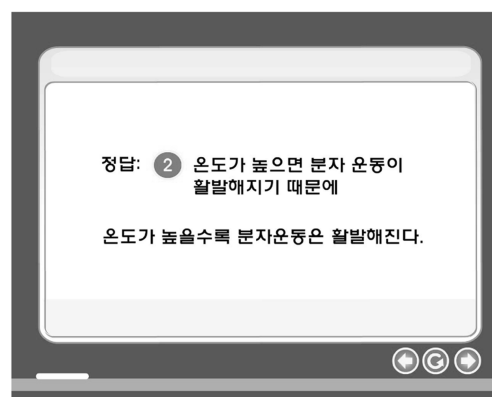 정답: 2 온도가 높으면 분자 운동이
활발해지기 때문에
온도가 높을수록 분자운동은 활발해진다.